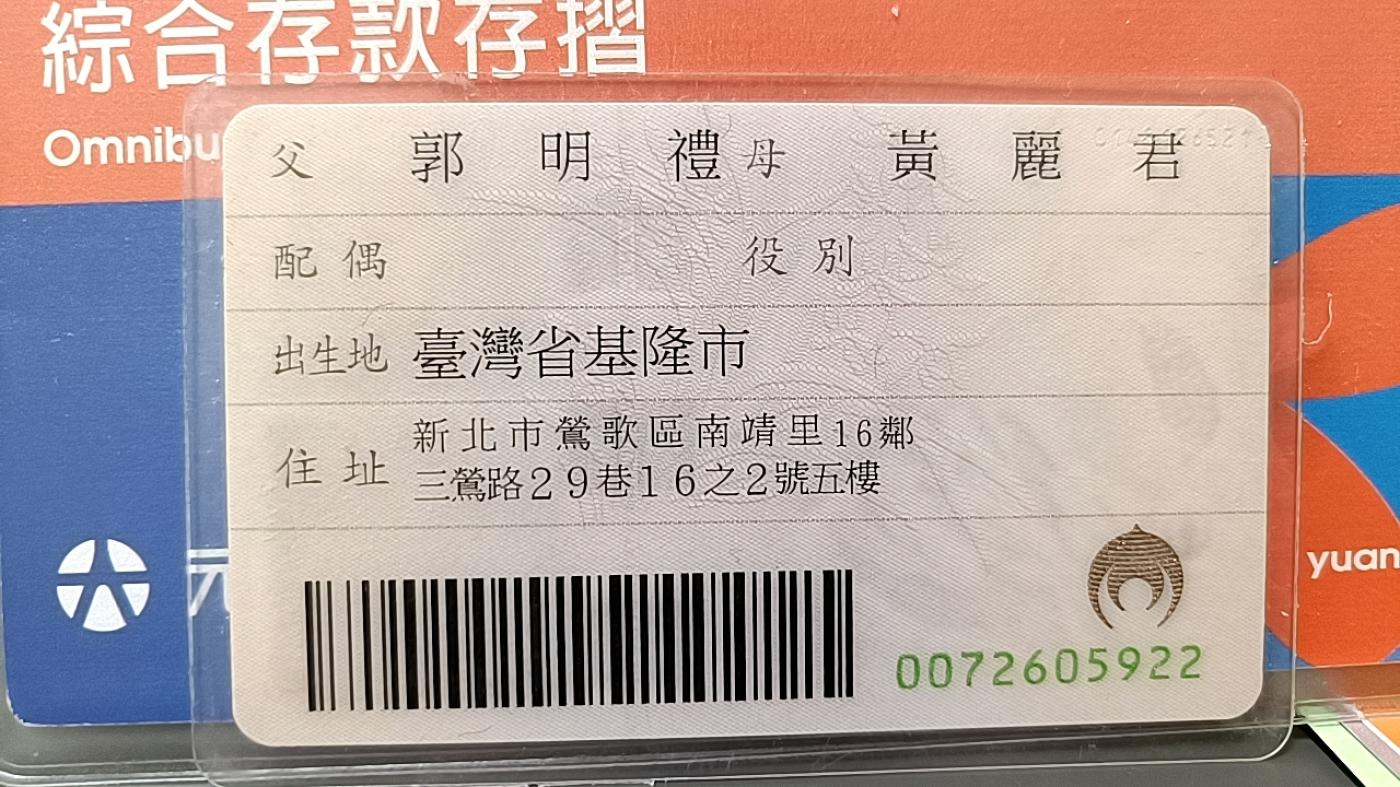 綜合存款存摺
Omnibu
父 郭明禮 母 黃麗君
配偶 役別
出生地 臺灣省基隆市
住址 新北市鶯歌區南靖里16鄰
三鶯路29巷16之2號五樓
0072605922
yuan